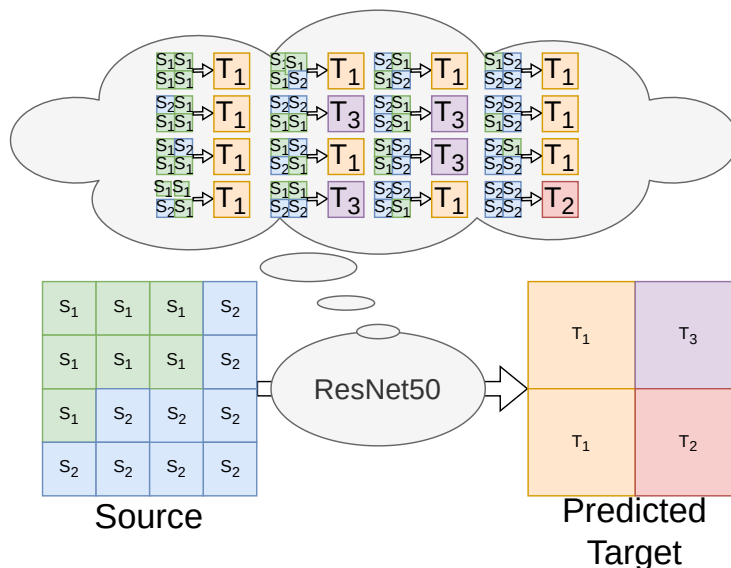 S₁S₁ S₁S₁ S₂S₁ S₁S₂
T₁ T₁ T₁ T₁
S₁S₁ S₁S₂ S₁S₂ S₂S₂
S₂S₁ S₂S₂ S₂S₁ S₂S₂
T₁ T₃ T₃ T₁
S₁S₁ S₁S₁ S₂S₁ S₁S₂
S₁S₂ S₁S₂ S₁S₂ S₂S₁
T₁ T₁ T₃ T₁
S₁S₁ S₂S₁ S₁S₂ S₂S₂
S₁S₁ S₁S₁ S₂S₂ S₂S₂
T₁ T₃ T₁ T₂
S₂S₁ S₂S₂ S₂S₁ S₂S₂
S₁ S₁ S₁ S₂
S₁ S₁ S₁ S₂
S₁ S₂ S₂ S₂
S₂ S₂ S₂ S₂
Source
ResNet50
T₁ T₃
T₁ T₂
Predicted
Target